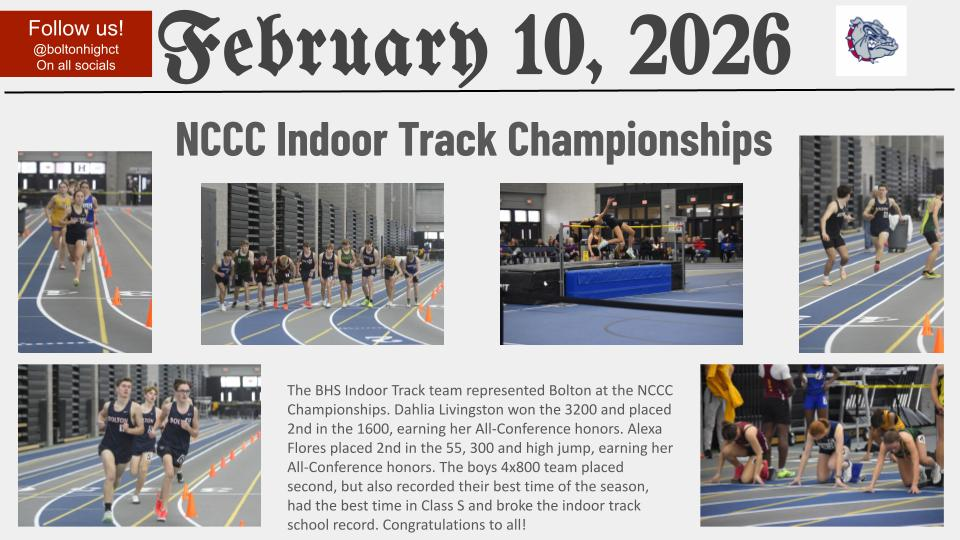 Follow us!
@boltonhighct
On all socials
February 10, 2026
NCCC Indoor Track Championships
The BHS Indoor Track team represented Bolton at the NCCC
Championships. Dahlia Livingston won the 3200 and placed
2nd in the 1600, earning her All-Conference honors. Alexa
Flores placed 2nd in the 55, 300 and high jump, earning her
All-Conference honors. The boys 4x800 team placed
second, but also recorded their best time of the season,
had the best time in Class S and broke the indoor track
school record. Congratulations to all!
BOLTON
BOLTON